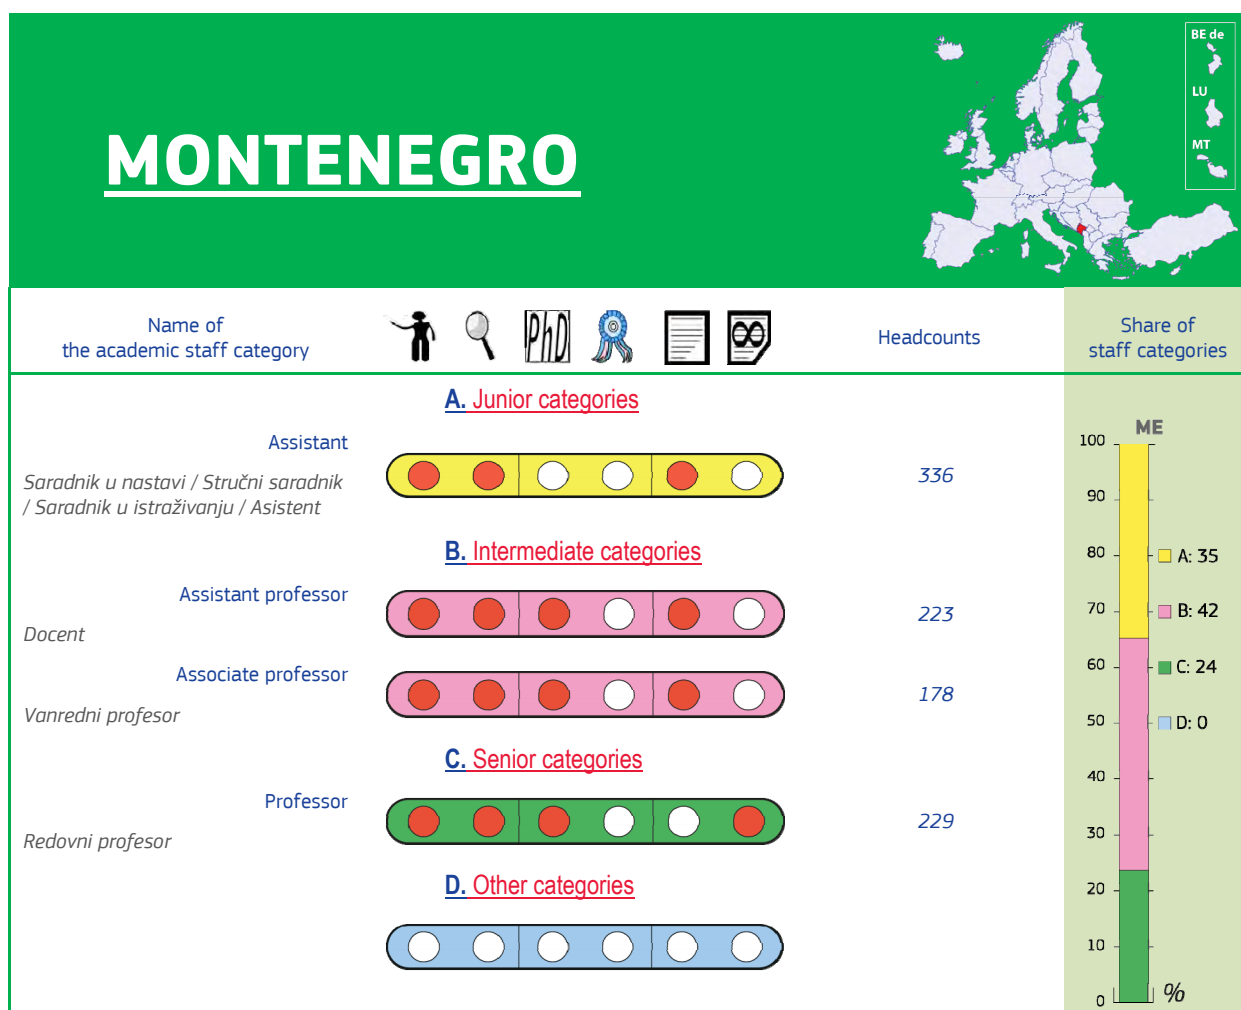 BE de
LU
MT
MONTENEGRO
Name of
the academic staff category
PhD
Headcounts
Share of
staff categories
A. Junior categories
Assistant
Saradnik u nastavi / Stručni saradnik
/ Saradnik u istraživanju / Asistent
336
B. Intermediate categories
Assistant professor
Docent
223
Associate professor
Vanredni profesor
178
C. Senior categories
Professor
Redovni profesor
229
D. Other categories
ME
100
90
80
70
60
50
40
30
20
10
0
%
A: 35
B: 42
C: 24
D: 0